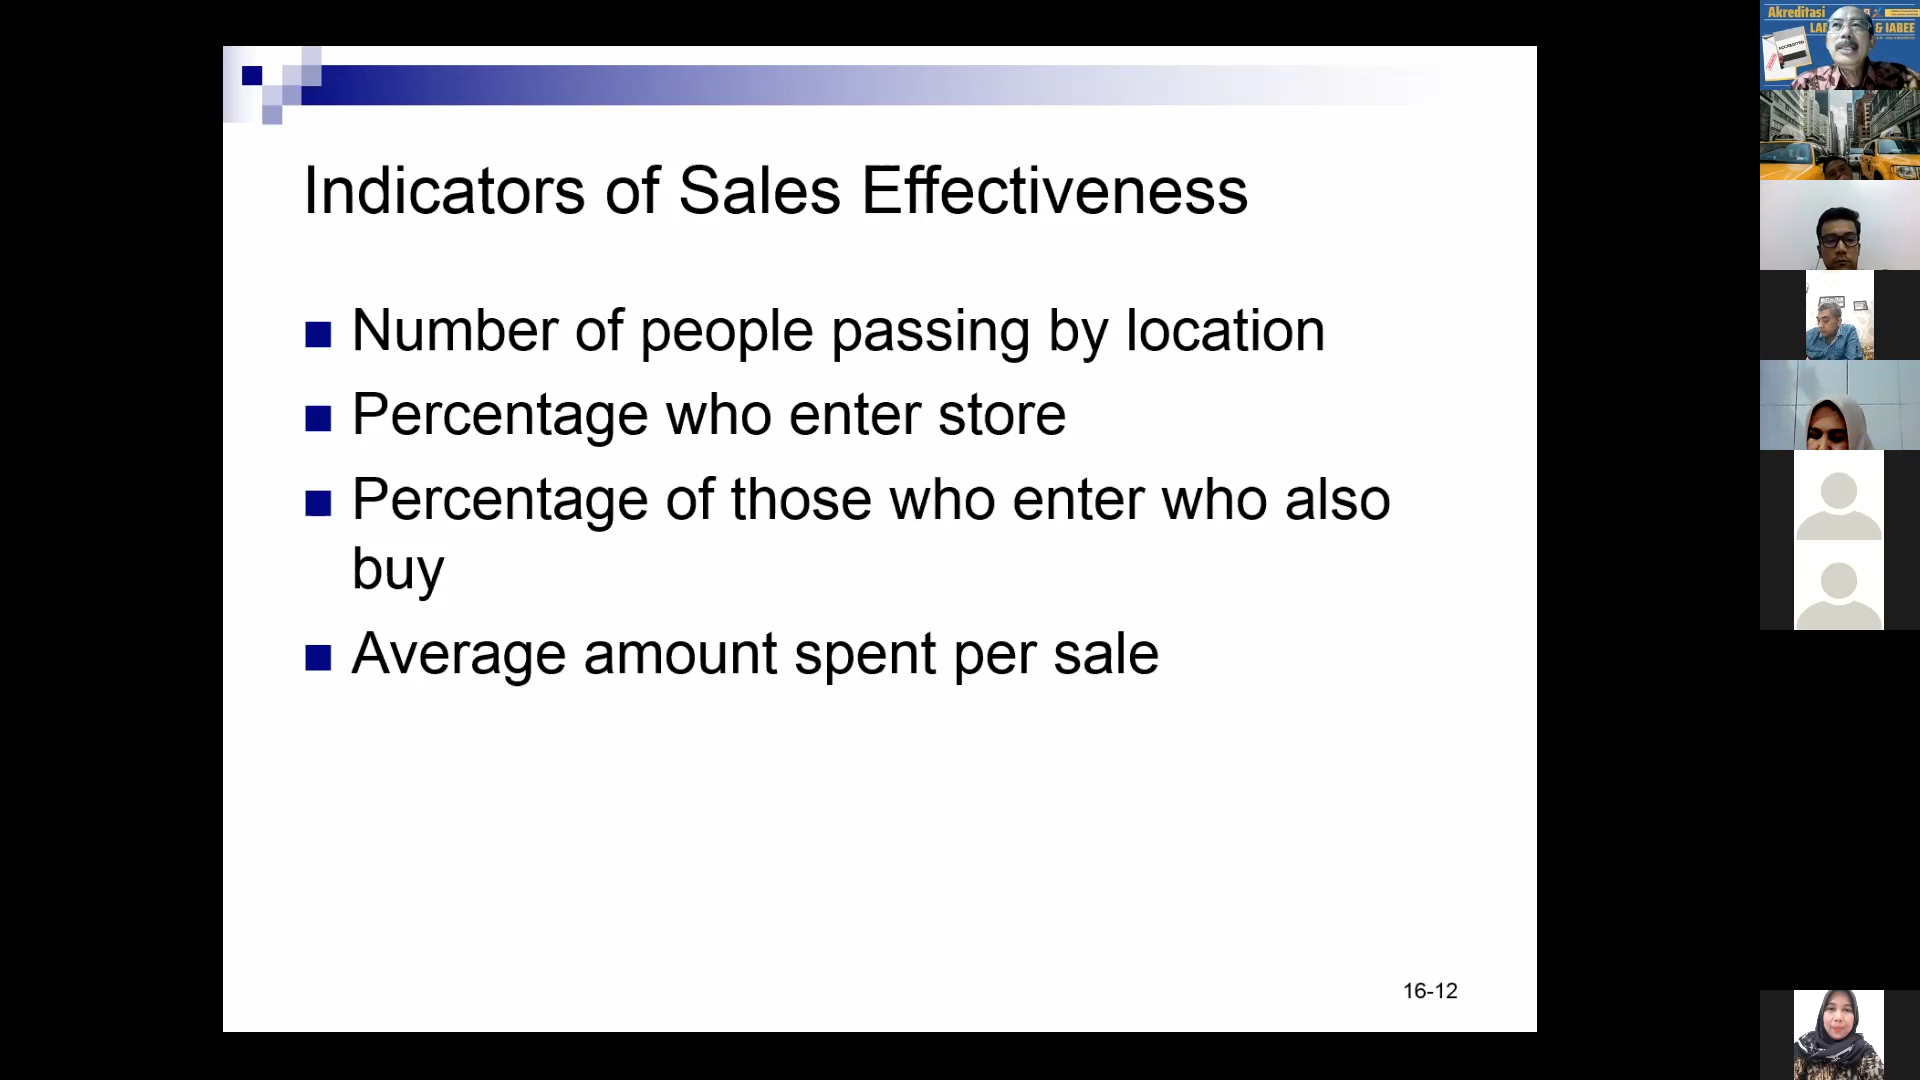 Indicators of Sales Effectiveness
Number of people passing by location
Percentage who enter store
Percentage of those who enter who also
buy
Average amount spent per sale
16-12
Akreditasi
& IABEE
ACCREDITED